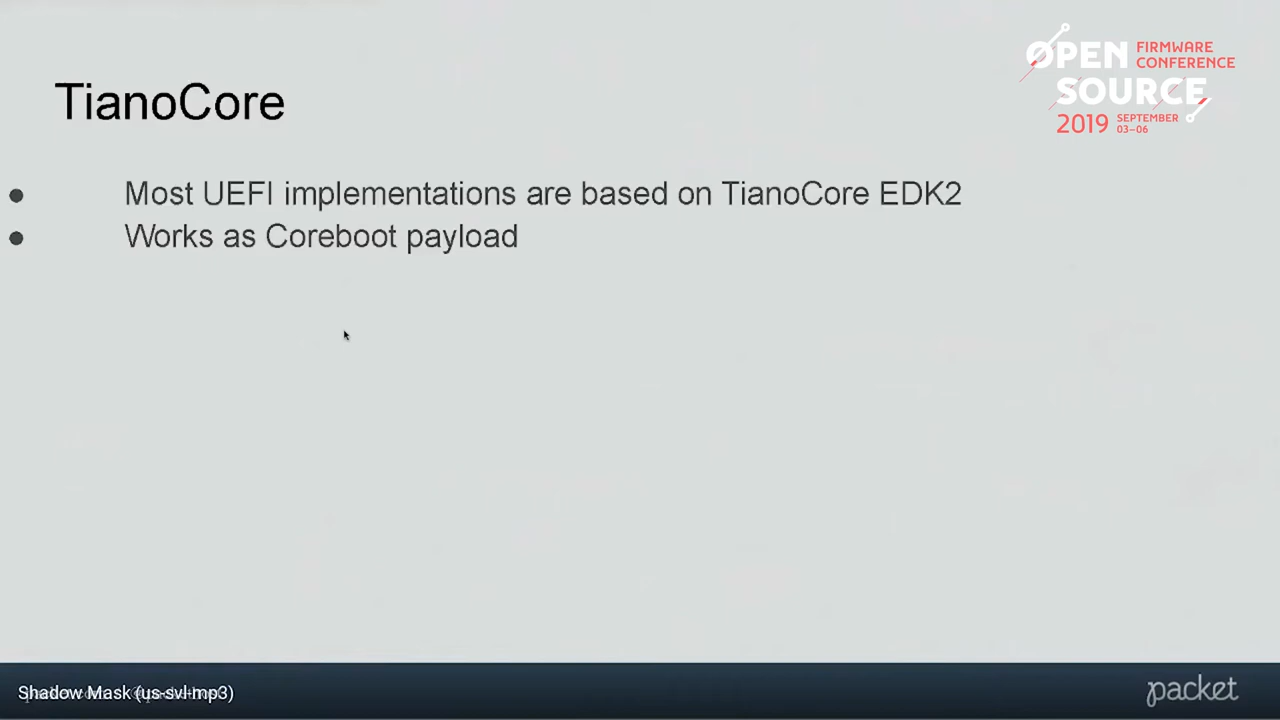 OPEN
SOURCE
FIRMWARE
CONFERENCE
2019
SEPTEMBER
03–06
TianoCore
● Most UEFI implementations are based on TianoCore EDK2
● Works as Coreboot payload
Shadow Mask (us-svl-mp3)
packet